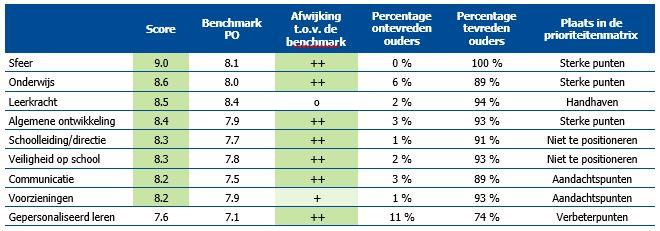 Score Benchmark PO Afwijking t.o.v. de benchmark Percentage ontevreden ouders Percentage tevreden ouders Plaats in de prioriteitenmatrix
Sfeer 9.0 8.1 ++ 0 % 100 % Sterke punten
Onderwijs 8.6 8.0 ++ 6 % 89 % Sterke punten
Leerkracht 8.5 8.4 o 2 % 94 % Handhaven
Algemene ontwikkeling 8.4 7.9 ++ 3 % 93 % Sterke punten
Schoolleiding/directie 8.3 7.7 ++ 1 % 91 % Niet te positioneren
Veiligheid op school 8.3 7.8 ++ 2 % 93 % Niet te positioneren
Communicatie 8.2 7.5 ++ 3 % 89 % Aandachtspunten
Voorzieningen 8.2 7.9 + 1 % 93 % Aandachtspunten
Gepersonaliseerd leren 7.6 7.1 ++ 11 % 74 % Verbeterpunten